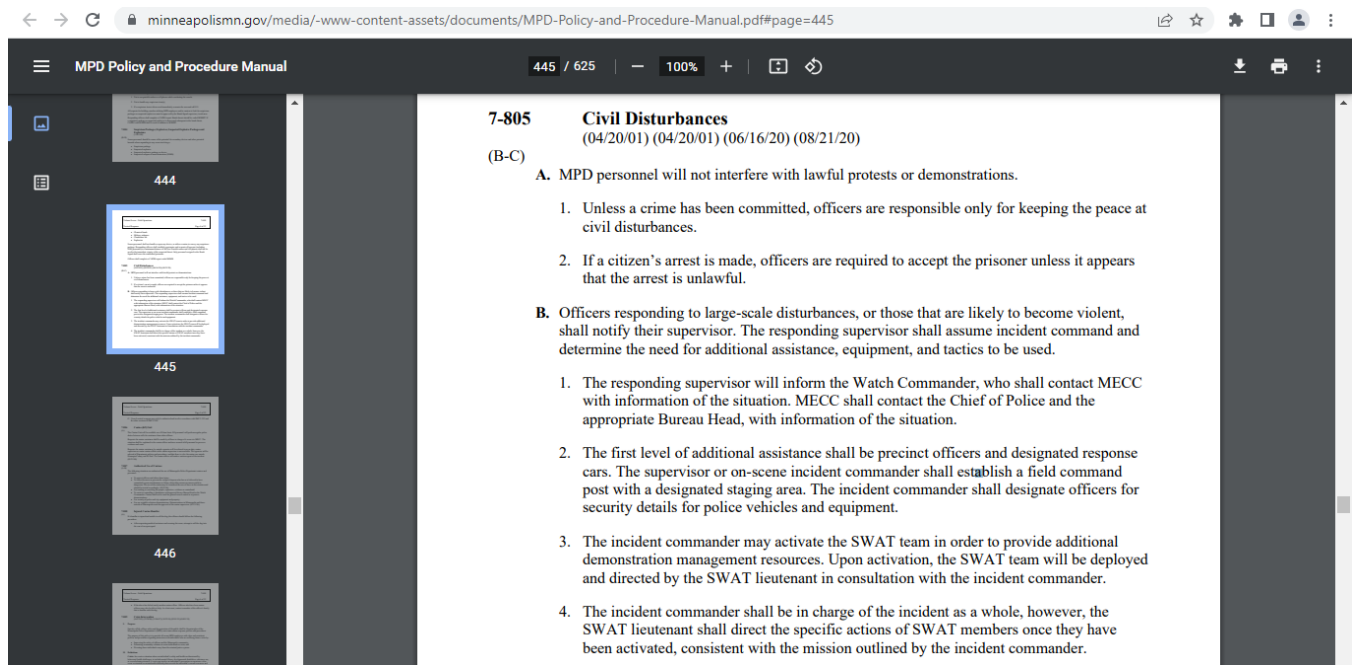 minneapolismn.gov/media/-www-content-assets/documents/MPD-Policy-and-Procedure-Manual.pdf#page=445
MPD Policy and Procedure Manual
445 / 625
100%
444
445
446
7-805 Civil Disturbances
(04/20/01) (04/20/01) (06/16/20) (08/21/20)
(B-C)
A. MPD personnel will not interfere with lawful protests or demonstrations.
1. Unless a crime has been committed, officers are responsible only for keeping the peace at
civil disturbances.
2. If a citizen's arrest is made, officers are required to accept the prisoner unless it appears
that the arrest is unlawful.
B. Officers responding to large-scale disturbances, or those that are likely to become violent,
shall notify their supervisor. The responding supervisor shall assume incident command and
determine the need for additional assistance, equipment, and tactics to be used.
1. The responding supervisor will inform the Watch Commander, who shall contact MECC
with information of the situation. MECC shall contact the Chief of Police and the
appropriate Bureau Head, with information of the situation.
2. The first level of additional assistance shall be precinct officers and designated response
cars. The supervisor or on-scene incident commander shall establish a field command
post with a designated staging area. The incident commander shall designate officers for
security details for police vehicles and equipment.
3. The incident commander may activate the SWAT team in order to provide additional
demonstration management resources. Upon activation, the SWAT team will be deployed
and directed by the SWAT lieutenant in consultation with the incident commander.
4. The incident commander shall be in charge of the incident as a whole, however, the
SWAT lieutenant shall direct the specific actions of SWAT members once they have
been activated, consistent with the mission outlined by the incident commander.